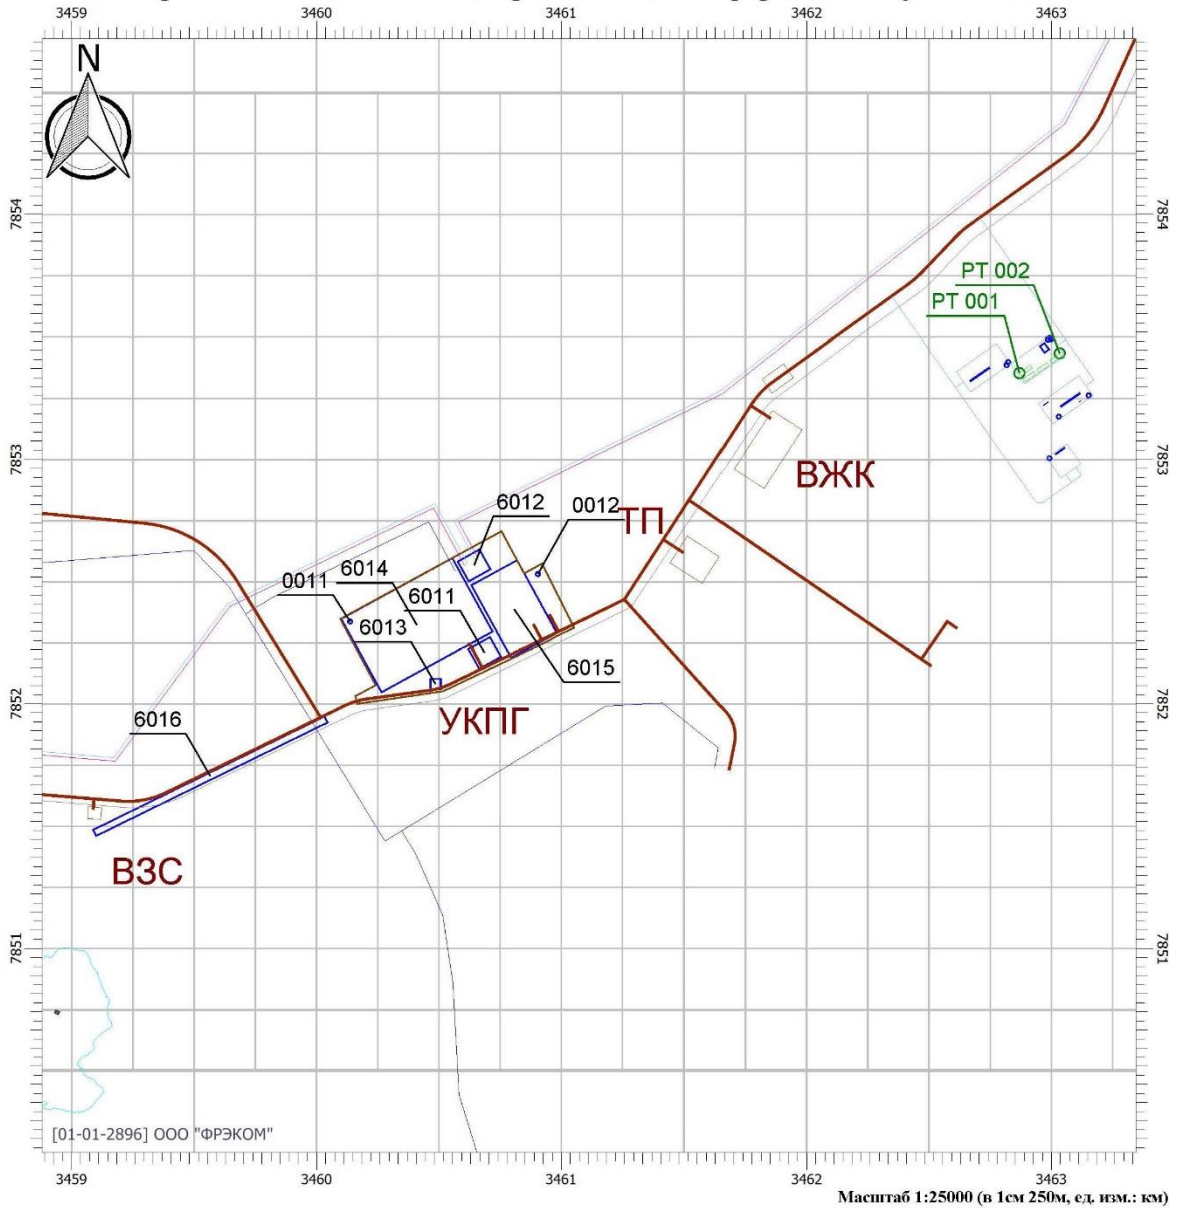 3459 3460 3461 3462 3463
N
7854 7854
РТ 002
РТ 001
7853 7853
ВЖК
6012 0012 ТП
6014
0011
6011
6013
6015
7852 7852
6016 УКПГ
ВЗС
7851 7851
[01-01-2896] ООО "ФРЭКОМ"
3459 3460 3461 3462 3463
Масштаб 1:25000 (в 1см 250м, ед. изм.: км)